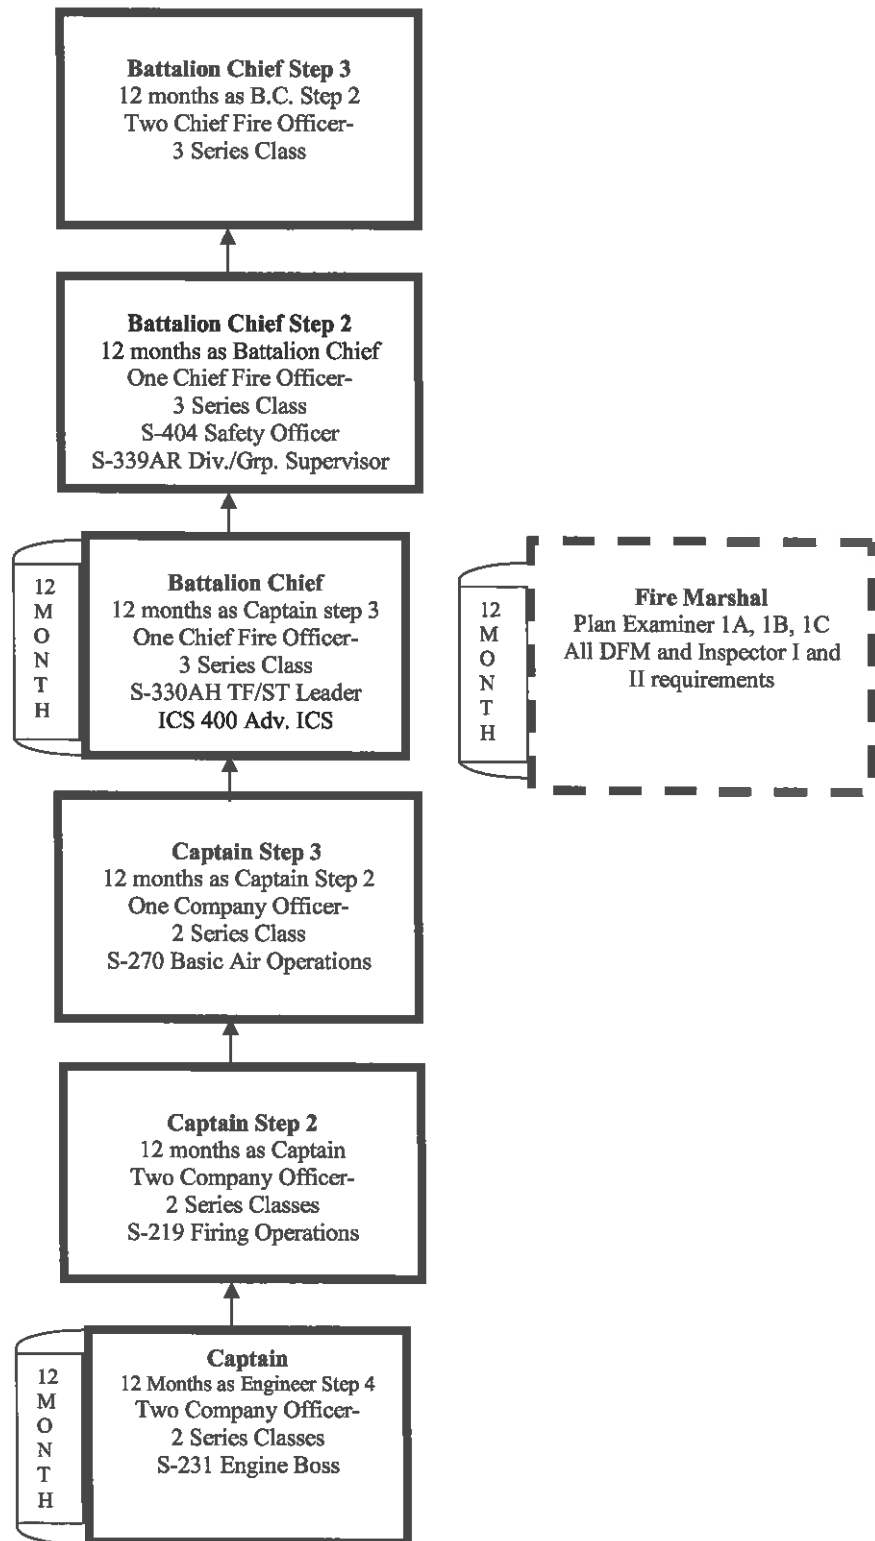 Battalion Chief Step 3
12 months as B.C. Step 2
Two Chief Fire Officer-
3 Series Class
Battalion Chief Step 2
12 months as Battalion Chief
One Chief Fire Officer-
3 Series Class
S-404 Safety Officer
S-339AR Div./Grp. Supervisor
12
M
O
N
T
H
Battalion Chief
12 months as Captain step 3
One Chief Fire Officer-
3 Series Class
S-330AH TF/ST Leader
ICS 400 Adv. ICS
12
M
O
N
T
H
Fire Marshal
Plan Examiner 1A, 1B, 1C
All DFM and Inspector I and
II requirements
Captain Step 3
12 months as Captain Step 2
One Company Officer-
2 Series Class
S-270 Basic Air Operations
Captain Step 2
12 months as Captain
Two Company Officer-
2 Series Classes
S-219 Firing Operations
12
M
O
N
T
H
Captain
12 Months as Engineer Step 4
Two Company Officer-
2 Series Classes
S-231 Engine Boss